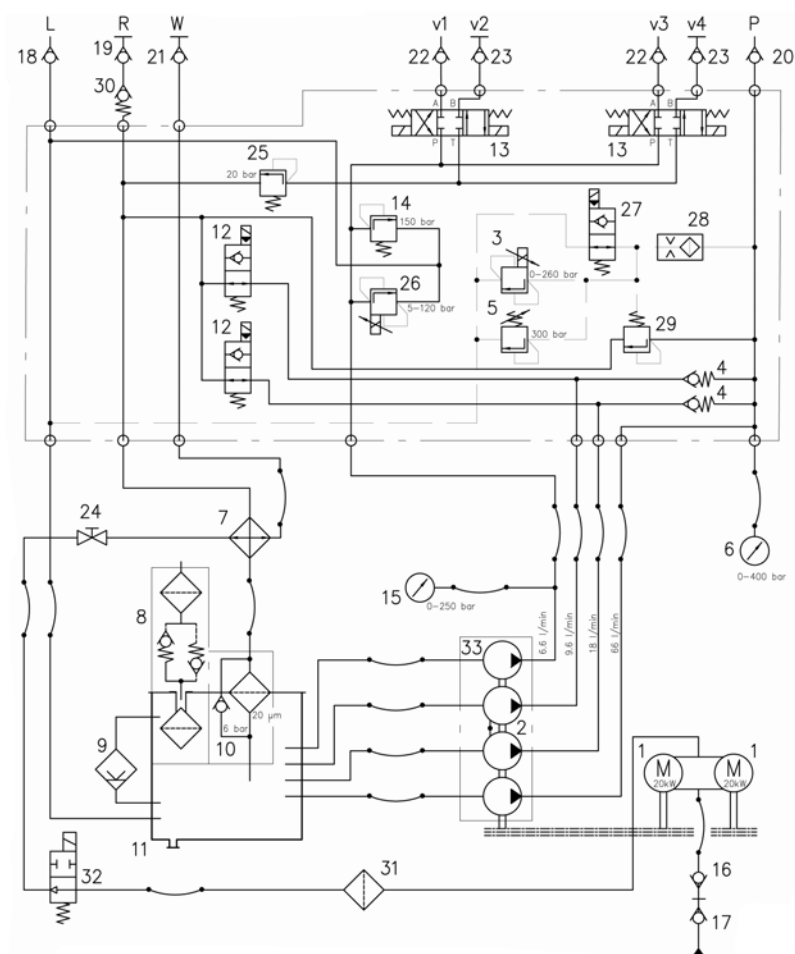 L R W v1 v2 v3 v4 P
18 19 21 22 23 22 23 20
30
A B A B
P T 13 13 P T
25
20 bar
14
150 bar
12
27
28
3
0-260 bar
26
5-120 bar
5
300 bar
29
12
4
4
24
7
6
0-400 bar
8
15
0-250 bar
6.6 l/min
9.6 l/min
18 l/min
66 l/min
33
20 µm
6 bar
10
2
9
1 M 20kW M 20kW 1
11
32
31
16
17